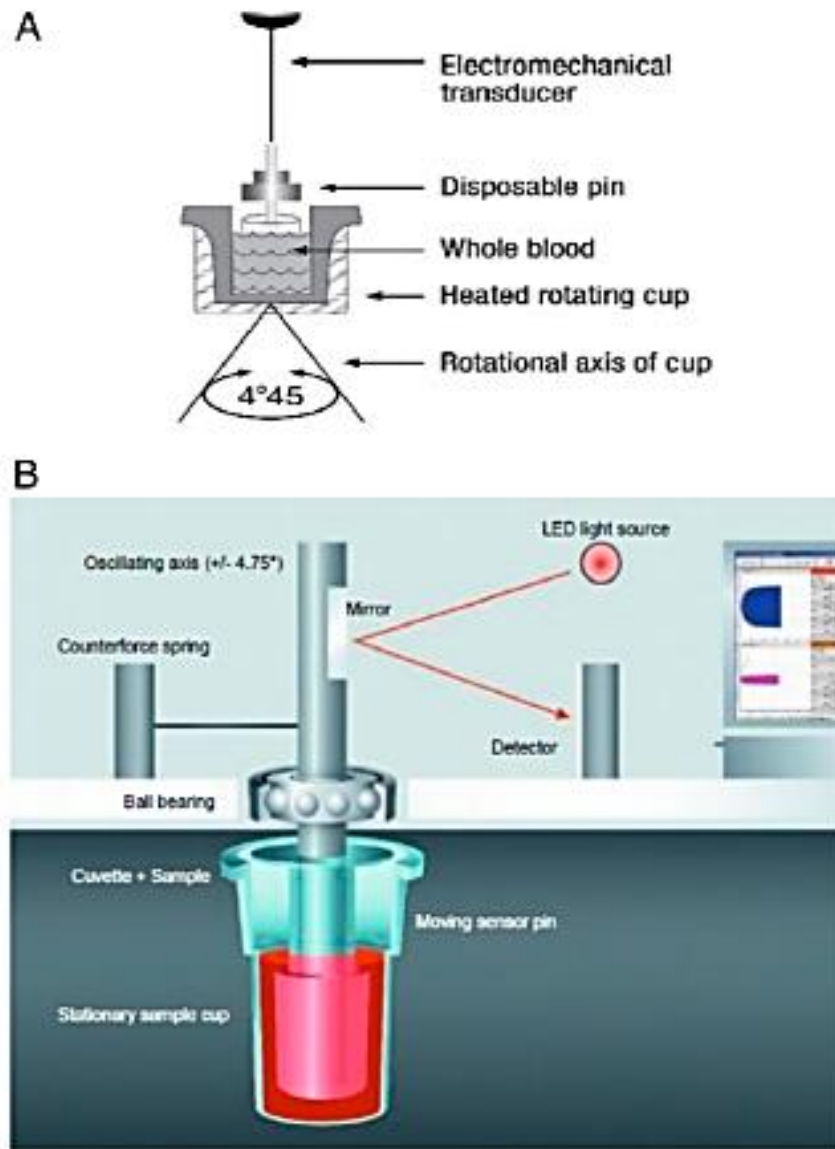 A
Electromechanical
transducer
Disposable pin
Whole blood
Heated rotating cup
Rotational axis of cup
4°45
B
LED light source
Oscillating axis (+/- 4.75°)
Mirror
Counterforce spring
Detector
Ball bearing
Cuvette + Sample
Moving sensor pin
Stationary sample cup